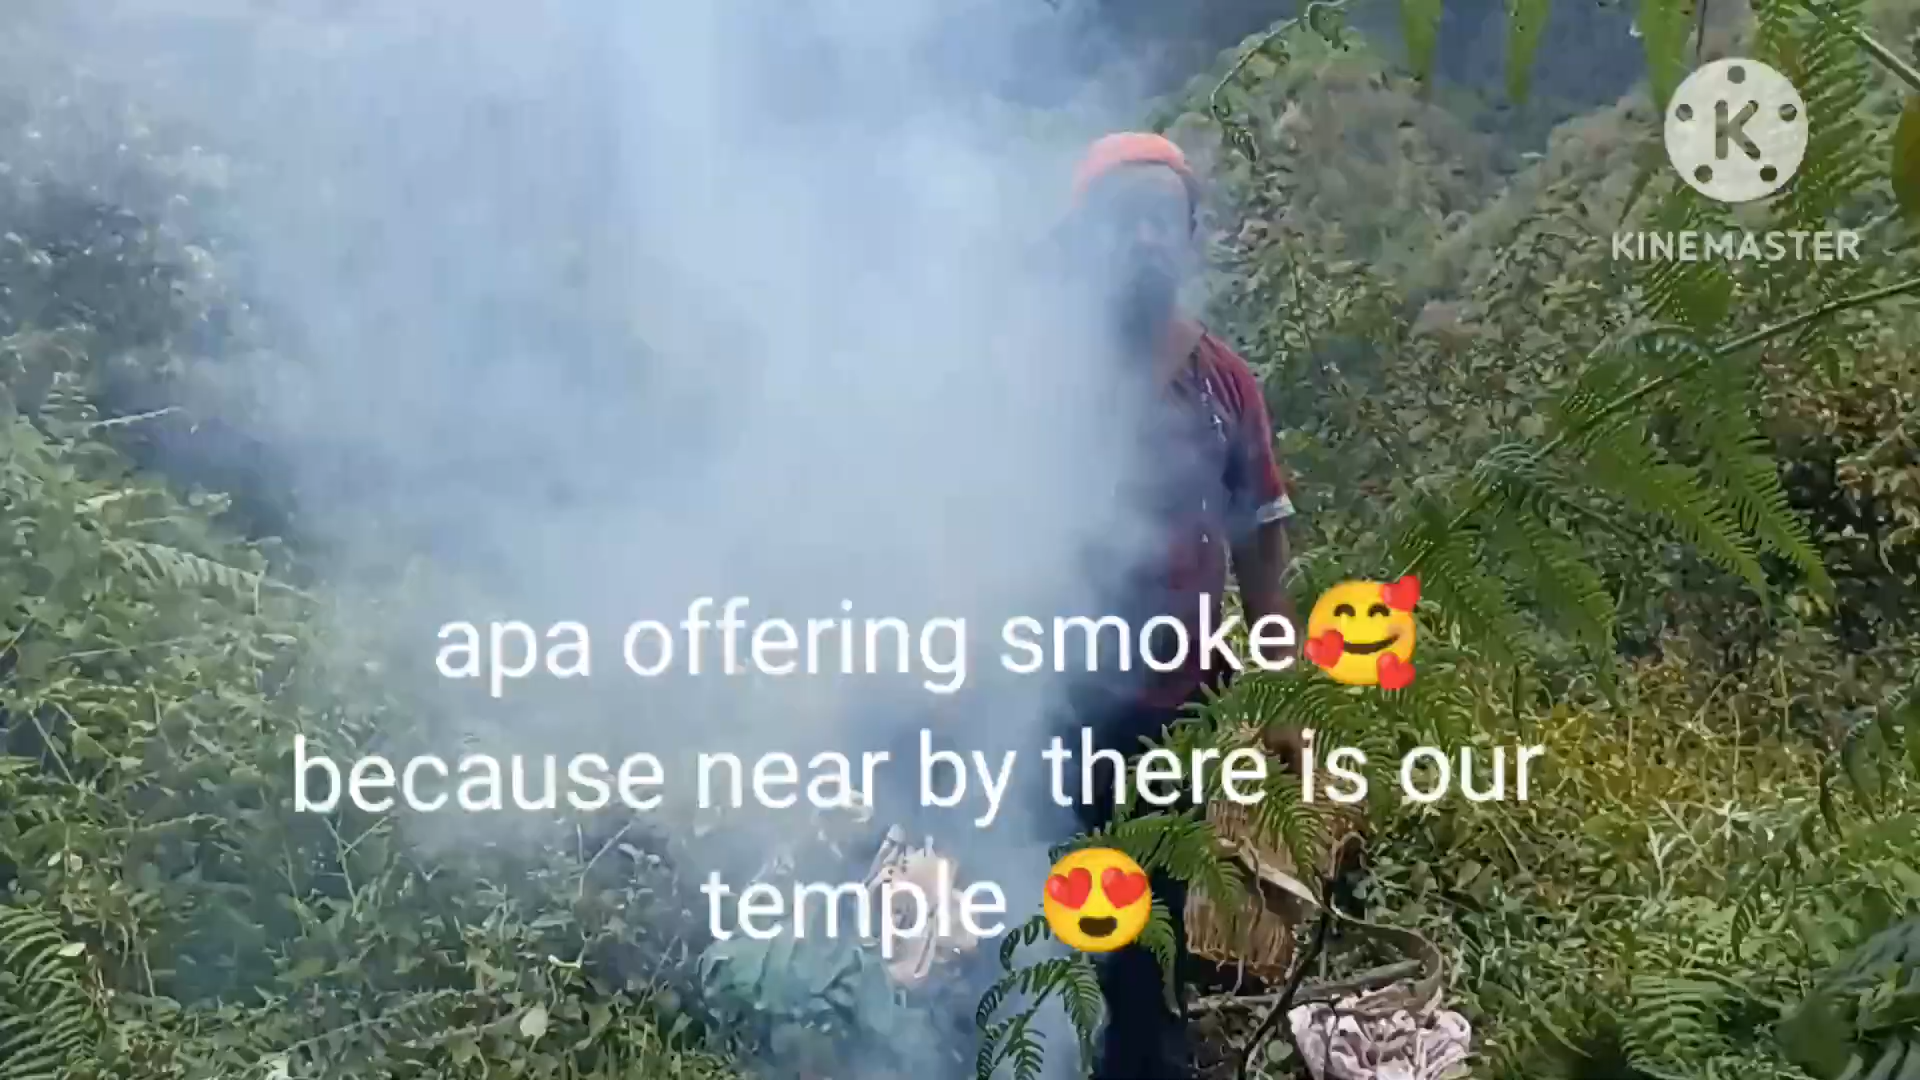 KINEMASTER
apa offering smoke🥰
because near by there is our
temple 😍